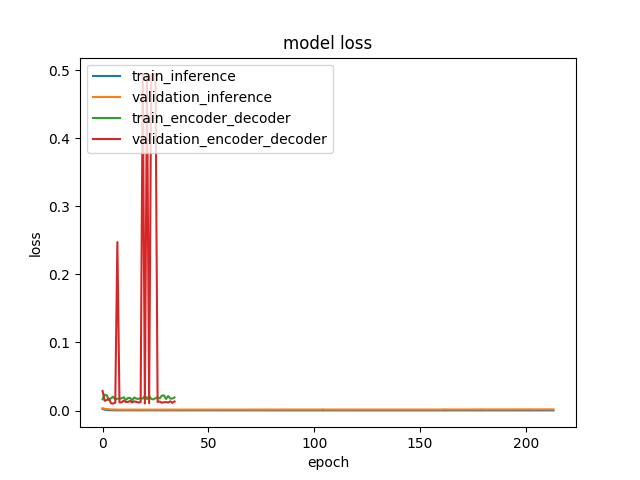 model loss
train_inference
validation_inference
train_encoder_decoder
validation_encoder_decoder
loss
0.5
0.4
0.3
0.2
0.1
0.0
0 50 100 150 200
epoch